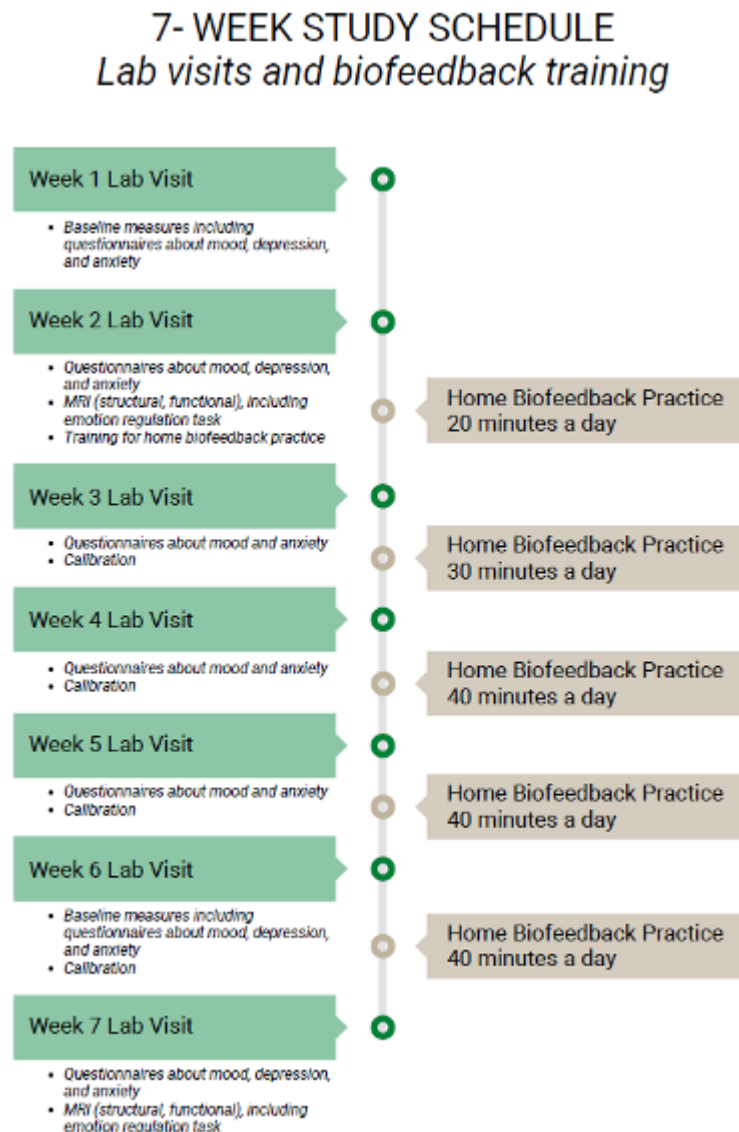 7- WEEK STUDY SCHEDULE
Lab visits and biofeedback training
Week 1 Lab Visit
• Baseline measures including
questionnaires about mood, depression,
and anxiety
Week 2 Lab Visit
• Questionnaires about mood, depression,
and anxiety
• MRI (structural, functional), including
emotion regulation task
• Training for home biofeedback practice
Home Biofeedback Practice
20 minutes a day
Week 3 Lab Visit
• Questionnaires about mood and anxiety
• Calibration
Home Biofeedback Practice
30 minutes a day
Week 4 Lab Visit
• Questionnaires about mood and anxiety
• Calibration
Home Biofeedback Practice
40 minutes a day
Week 5 Lab Visit
• Questionnaires about mood and anxiety
• Calibration
Home Biofeedback Practice
40 minutes a day
Week 6 Lab Visit
• Baseline measures including
questionnaires about mood, depression,
and anxiety
• Calibration
Home Biofeedback Practice
40 minutes a day
Week 7 Lab Visit
• Questionnaires about mood, depression,
and anxiety
• MRI (structural, functional), including
emotion regulation task